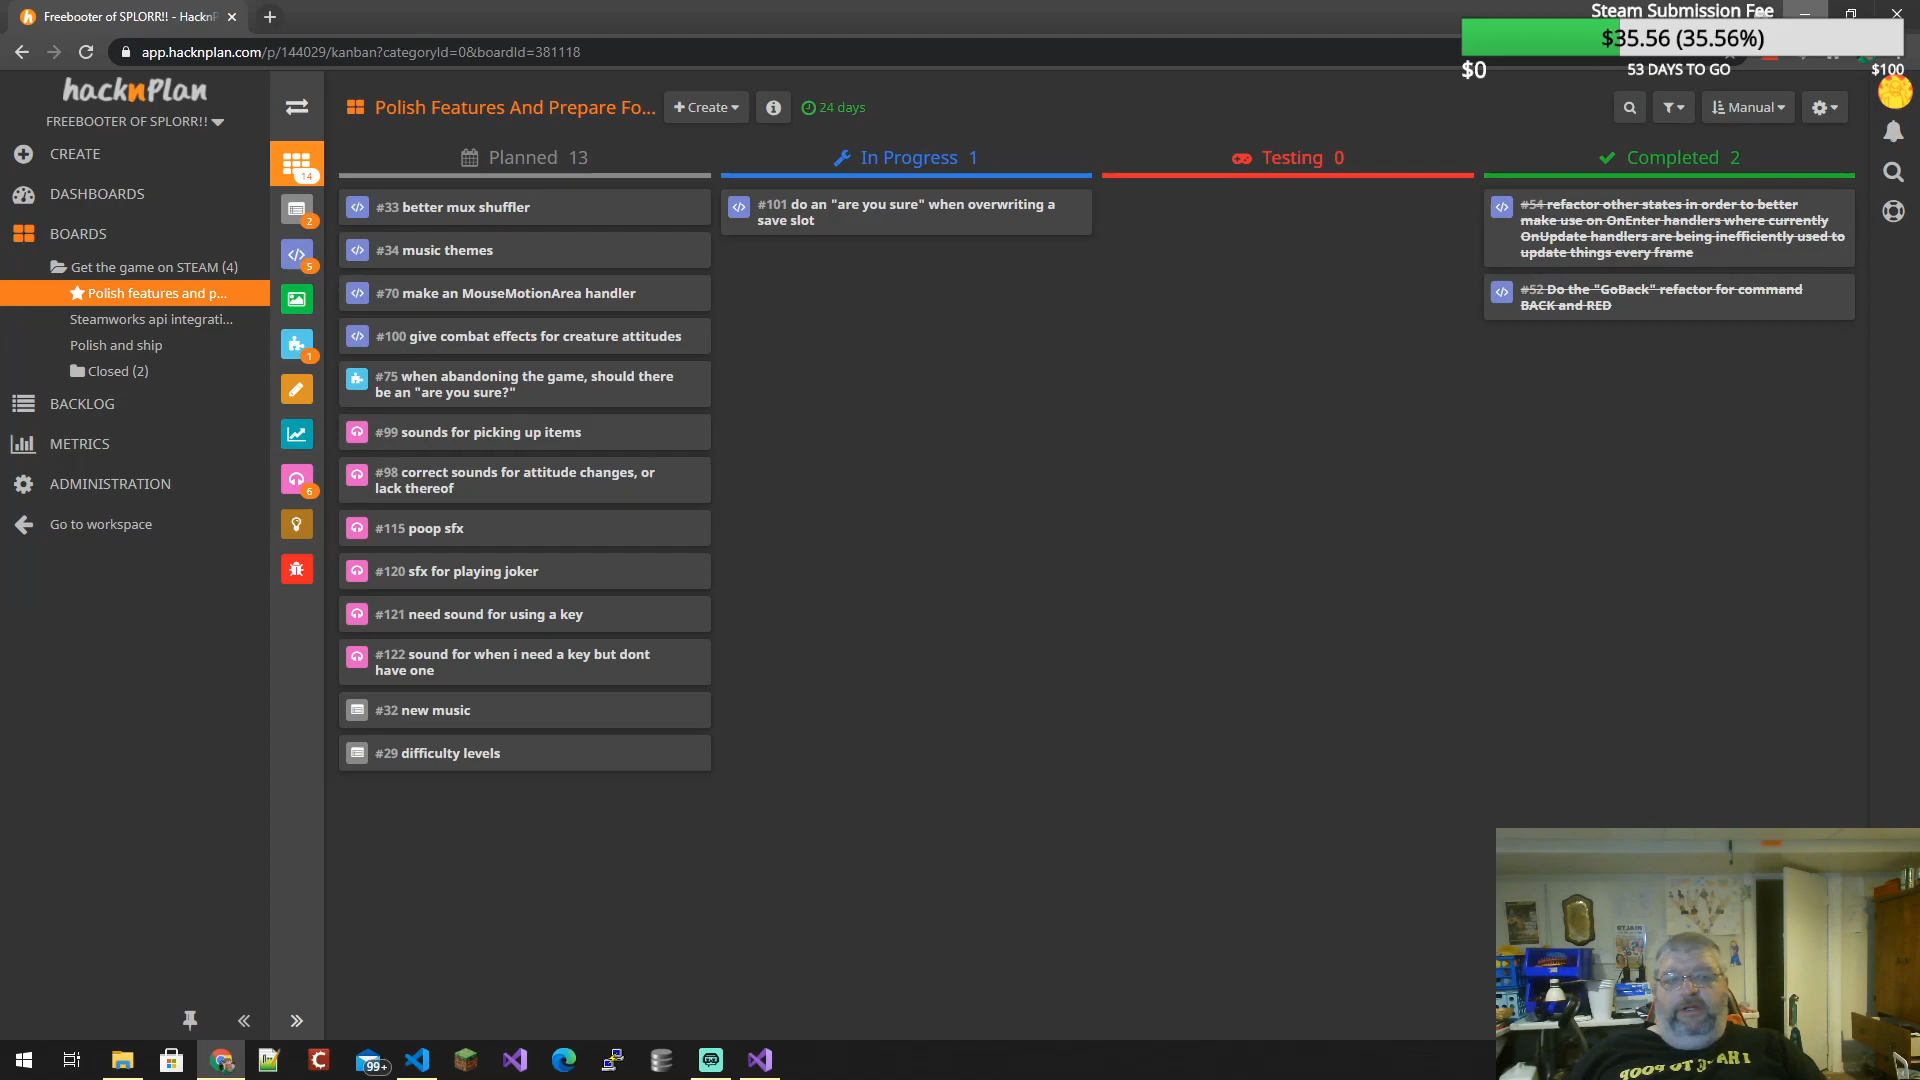 Freebooter of SPLORR!! - HacknP
app.hacknplan.com/p/144029/kanban?categoryId=0&boardId=381118
Steam Submission Fee
$35.56 (35.56%)
$0
53 DAYS TO GO
$100
hacknPlan
FREEBOOTER OF SPLORR!!
CREATE
DASHBOARDS
BOARDS
Get the game on STEAM (4)
Polish features and p...
Steamworks api integrati...
Polish and ship
Closed (2)
BACKLOG
METRICS
ADMINISTRATION
Go to workspace
14
2
5
1
6
Polish Features And Prepare Fo...
Create
24 days
Manual
Planned 13
#33 better mux shuffler
#34 music themes
#70 make an MouseMotionArea handler
#100 give combat effects for creature attitudes
#75 when abandoning the game, should there
be an "are you sure?"
#99 sounds for picking up items
#98 correct sounds for attitude changes, or
lack thereof
#115 poop sfx
#120 sfx for playing joker
#121 need sound for using a key
#122 sound for when i need a key but dont
have one
#32 new music
#29 difficulty levels
In Progress 1
#101 do an "are you sure" when overwriting a
save slot
Testing 0
Completed 2
#54 refactor other states in order to better
make use on OnEnter handlers where currently
OnUpdate handlers are being inefficiently used to
update things every frame
#52 Do the "GoBack" refactor for command
BACK and RED
99+